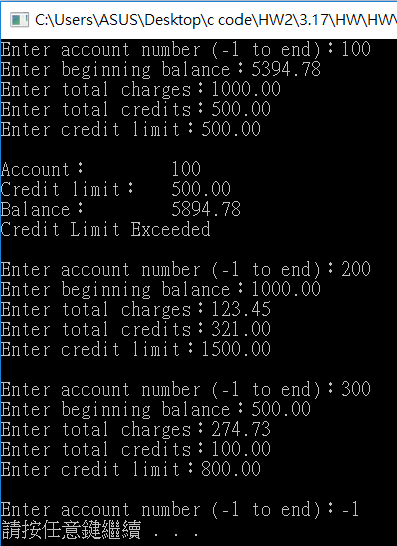 C:\Users\ASUS\Desktop\c code\HW2\3.17\HW\HW\
Enter account number (-1 to end)：100
Enter beginning balance：5394.78
Enter total charges：1000.00
Enter total credits：500.00
Enter credit limit：500.00
Account：	100
Credit limit：	500.00
Balance：	5894.78
Credit Limit Exceeded
Enter account number (-1 to end)：200
Enter beginning balance：1000.00
Enter total charges：123.45
Enter total credits：321.00
Enter credit limit：1500.00
Enter account number (-1 to end)：300
Enter beginning balance：500.00
Enter total charges：274.73
Enter total credits：100.00
Enter credit limit：800.00
Enter account number (-1 to end)：-1
請按任意鍵繼續 . . .